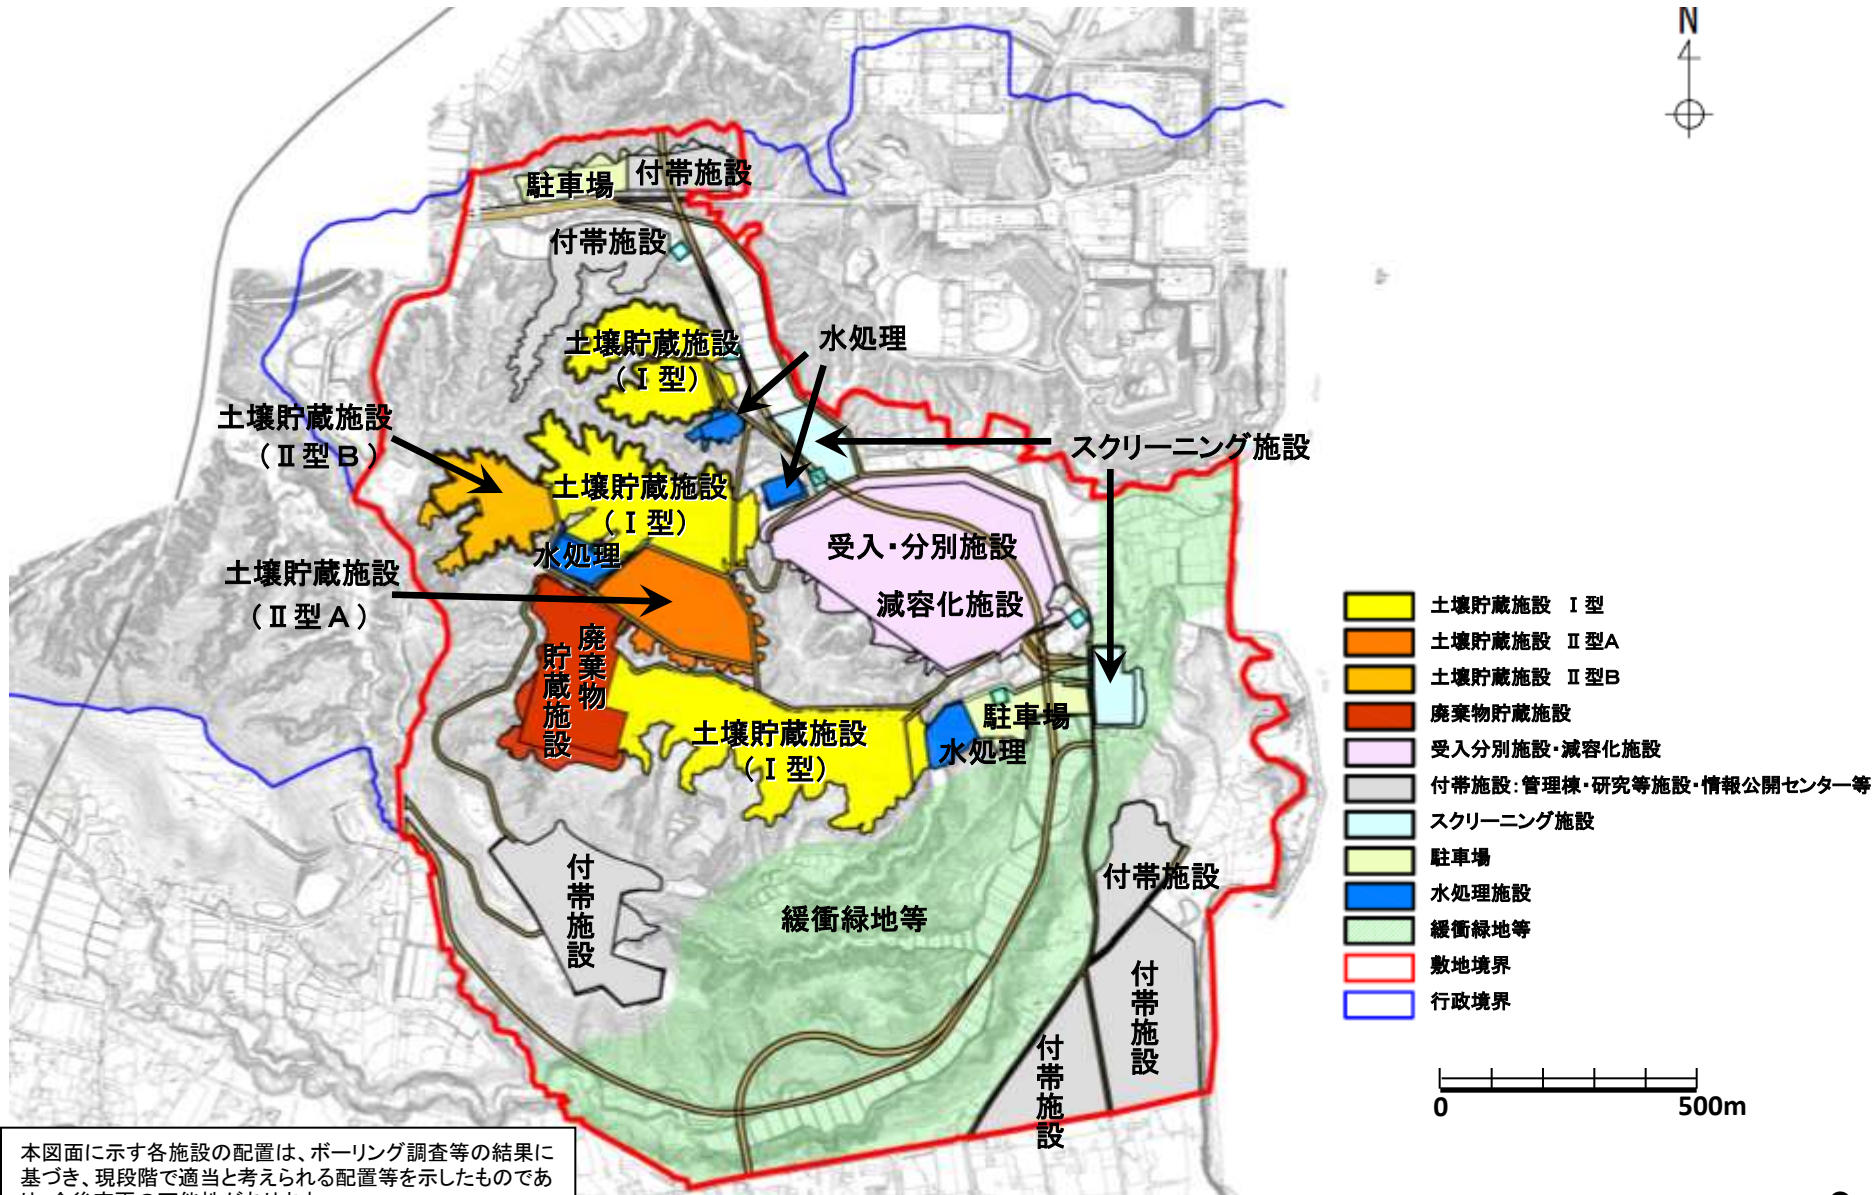 N
駐車場
付帯施設
付帯施設
土壌貯蔵施設
(Ⅰ型)
水処理
土壌貯蔵施設
(Ⅱ型B)
スクリーニング施設
土壌貯蔵施設
(Ⅰ型)
水処理
受入・分別施設
減容化施設
土壌貯蔵施設
(Ⅱ型A)
廃棄物
貯蔵施設
土壌貯蔵施設
(Ⅰ型)
駐車場
水処理
付帯施設
付帯施設
緩衝緑地等
付帯施設
付帯施設
土壌貯蔵施設 Ⅰ型
土壌貯蔵施設 Ⅱ型A
土壌貯蔵施設 Ⅱ型B
廃棄物貯蔵施設
受入分別施設・減容化施設
付帯施設:管理棟・研究等施設・情報公開センター等
スクリーニング施設
駐車場
水処理施設
緩衝緑地等
敷地境界
行政境界
0 500m
本図面に示す各施設の配置は、ボーリング調査等の結果に
基づき、現段階で適当と考えられる配置等を示したものであ